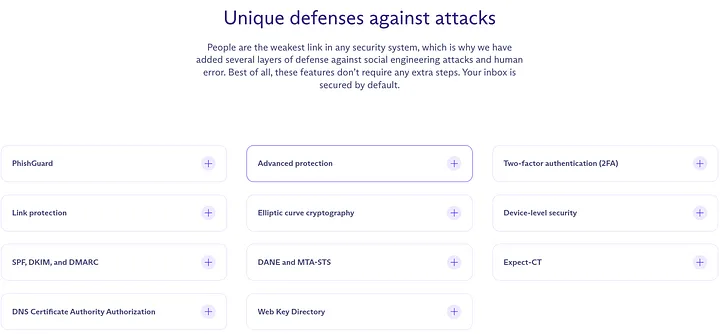 Unique defenses against attacks
People are the weakest link in any security system, which is why we have
added several layers of defense against social engineering attacks and human
error. Best of all, these features don't require any extra steps. Your inbox is
secured by default.
PhishGuard
Advanced protection
Two-factor authentication (2FA)
Link protection
Elliptic curve cryptography
Device-level security
SPF, DKIM, and DMARC
DANE and MTA-STS
Expect-CT
DNS Certificate Authority Authorization
Web Key Directory